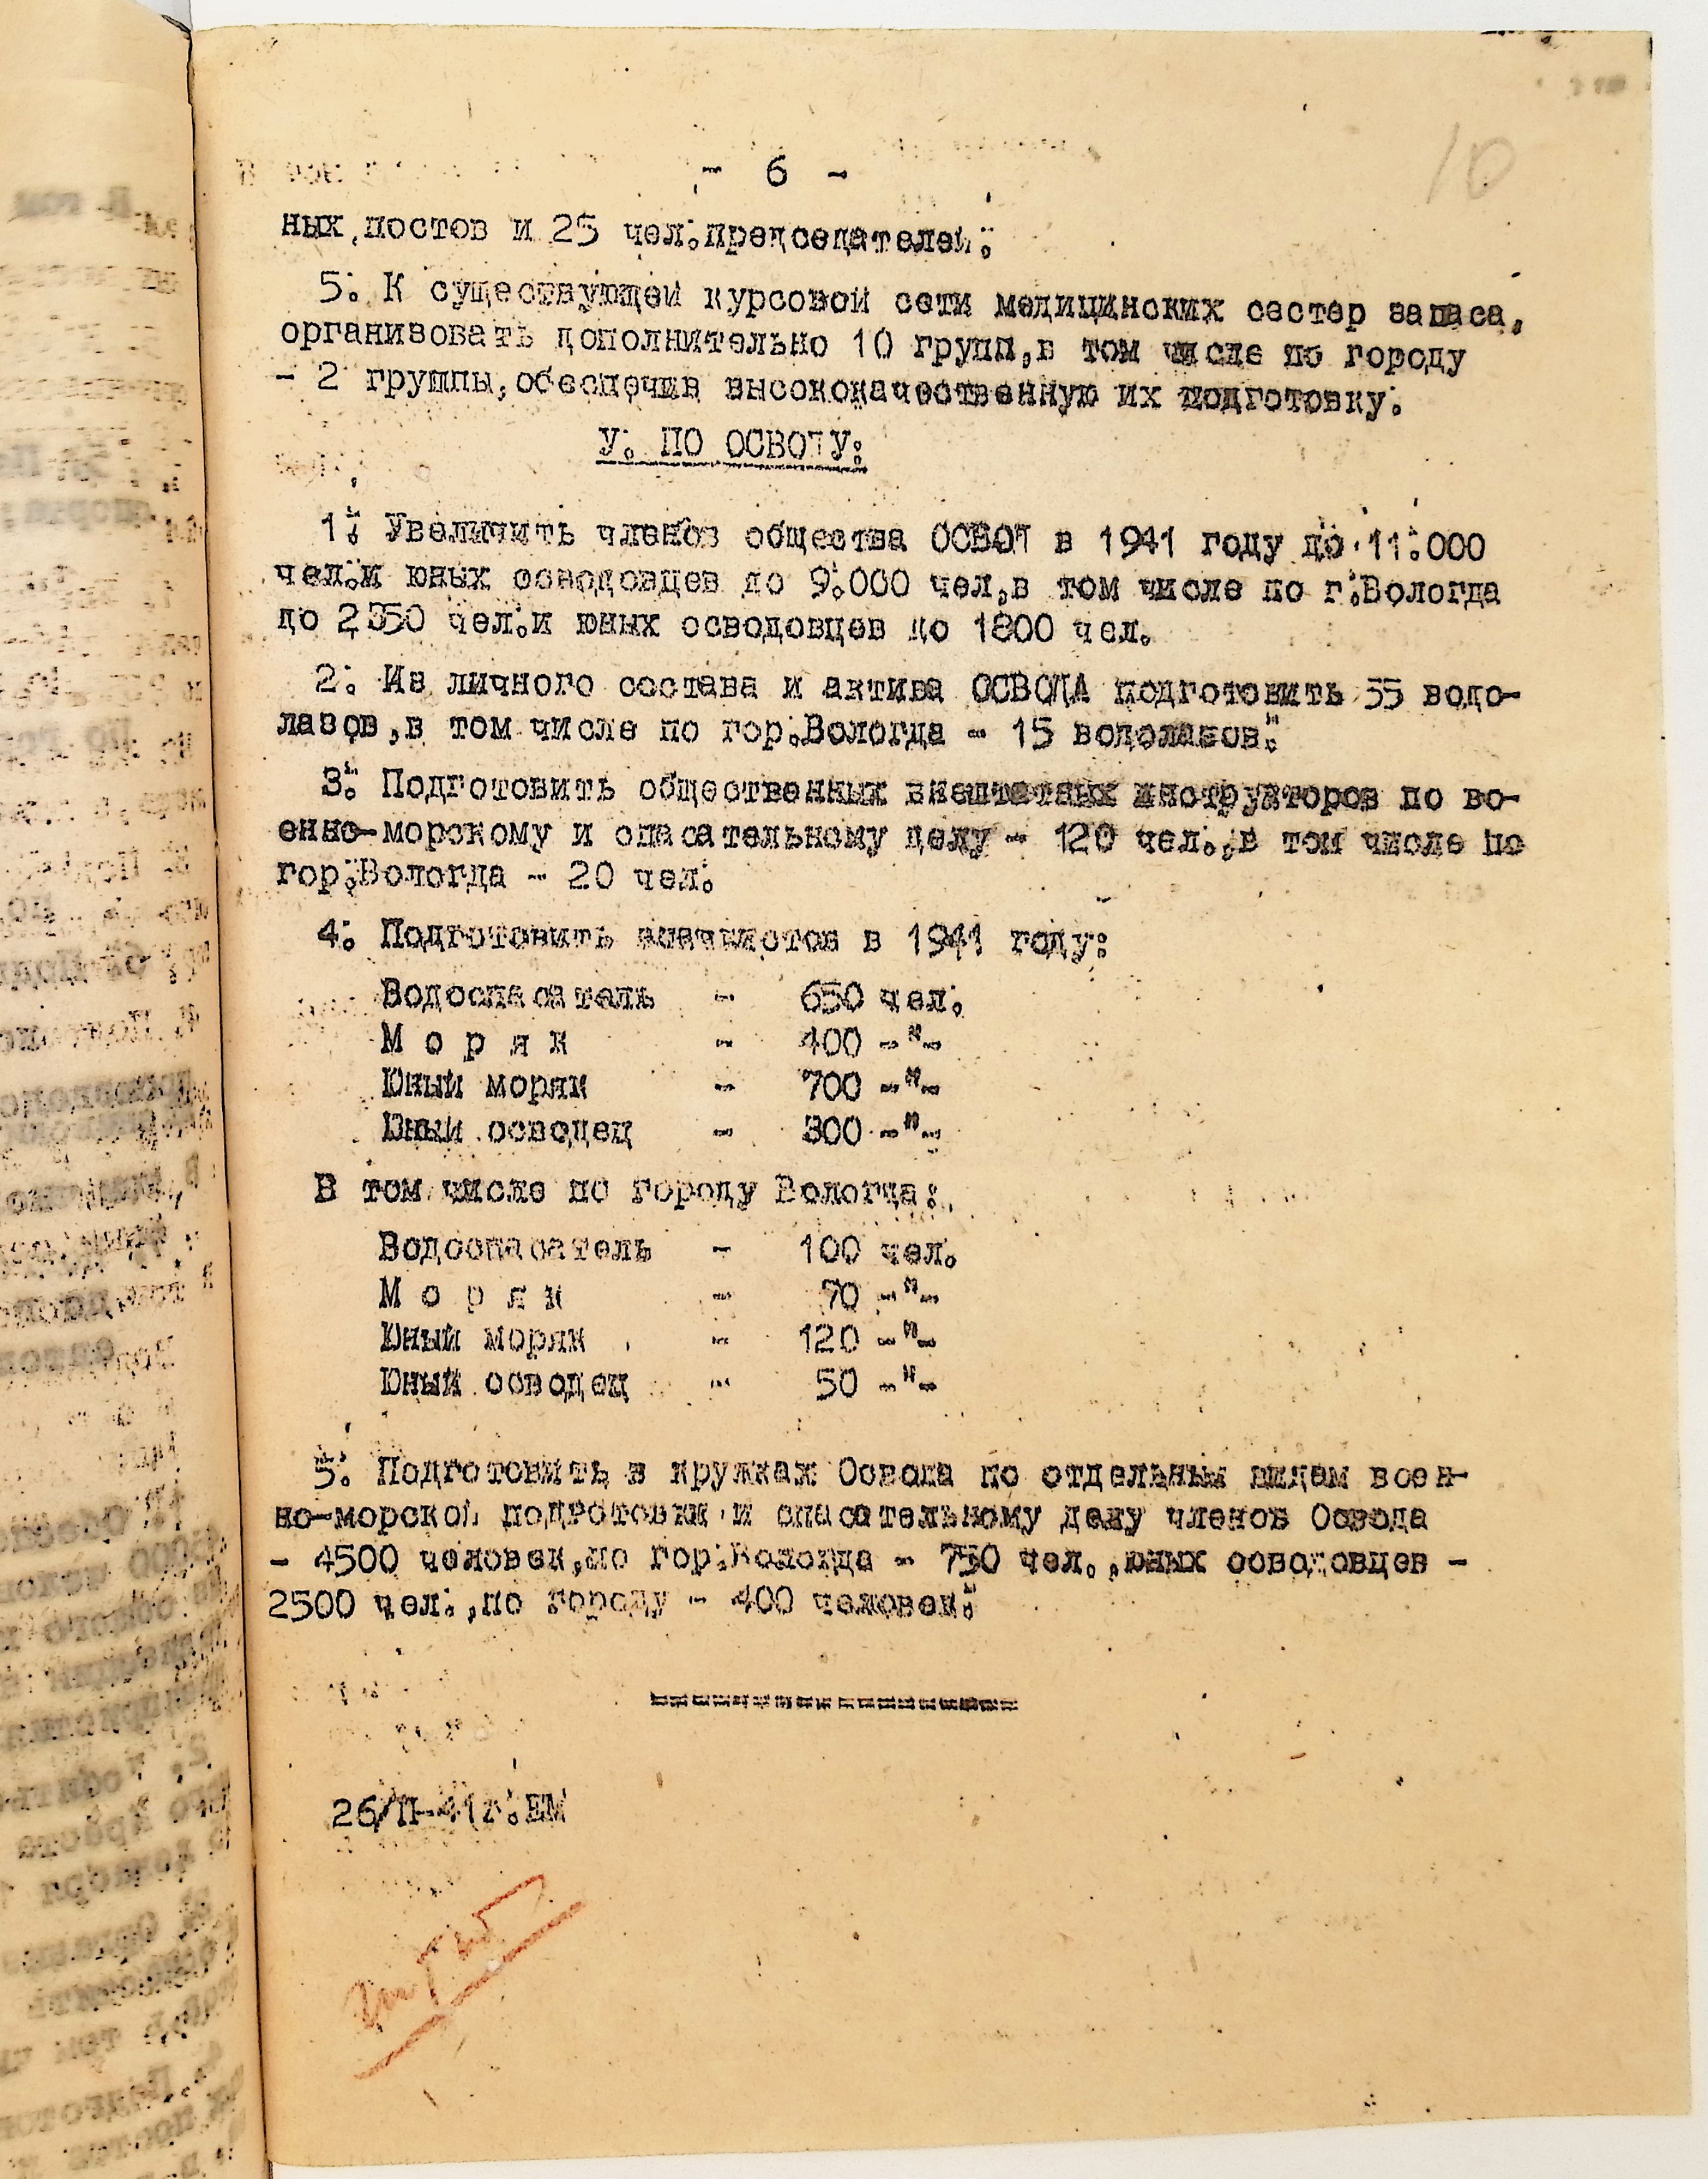 10
- 6 -
ных постов и 25 чел.председателей.
5. К существующей курсовой сети медицинских сестер запаса,
организовать дополнительно 10 групп,в том числе по городу
- 2 группы,обеспечив высококачественную их подготовку.
У. ПО ОСВОДУ:
1. Увеличить членов общества ОСВОД в 1941 году до 11.000
чел.и юных осводовцев до 9.000 чел,в том числе по г.Вологда
до 2350 чел.и юных осводовцев до 1800 чел.
2. Из личного состава и актива ОСВОДА подготовить 55 водо-
лазов,в том числе по гор.Вологда - 15 водолазов.
3. Подготовить общественных внештатных инструкторов по во-
енно-морскому и спасательному делу - 120 чел.,в том числе по
гор.Вологда - 20 чел.
4. Подготовить значкистов в 1941 году:
Водоспасатель - 650 чел.
М о р я к - 400 -"-
Юный моряк - 700 -"-
Юный осводец - 300 -"-
В том числе по городу Вологда:
Водоспасатель - 100 чел.
М о р я к - 70 -"-
Юный моряк - 120 -"-
Юный осводец - 50 -"-
5. Подготовить в кружках Освода по отдельным видам воен-
но-морской подготовки и спасательному делу членов Освода
- 4500 человек,по гор.Вологда - 750 чел.,юных осводовцев -
2500 чел.,по городу - 400 человек.
26/П-41г.ЕМ